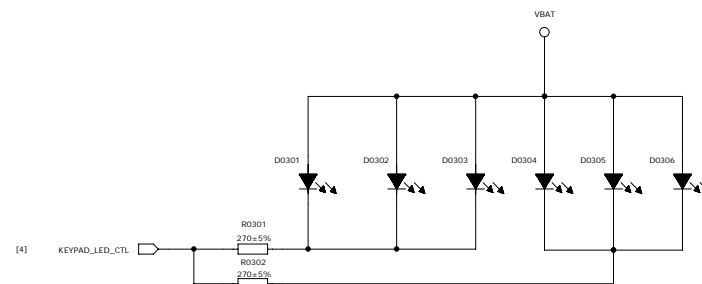 VBAT
D0301 D0302 D0303 D0304 D0305 D0306
R0301
270±5%
[4] KEYPAD_LED_CTL
R0302
270±5%